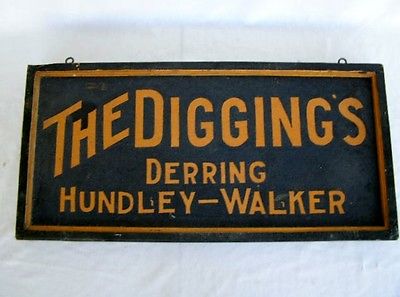 THE DIGGING'S
DERRING
HUNDLEY-WALKER